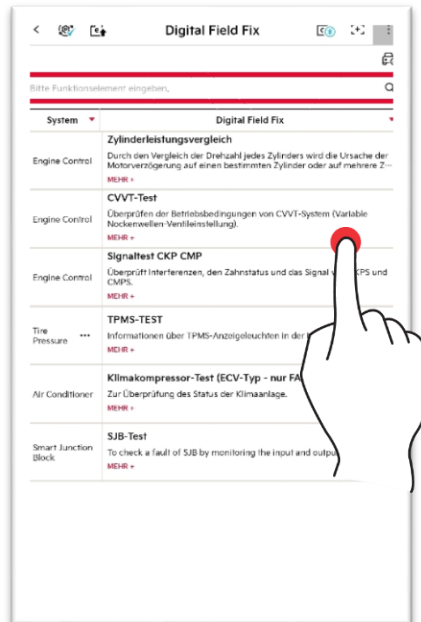 Digital Field Fix
Bitte Funktionselement eingeben.
System
Digital Field Fix
Engine Control
Zylinderleistungsvergleich
Durch den Vergleich der Drehzahl jedes Zylinders wird die Ursache der
Motorverzögerung auf einen bestimmten Zylinder oder auf mehrere Z...
MEHR +
Engine Control
CVVT-Test
Überprüfen der Betriebsbedingungen von CVVT-System (Variable
Nockenwellen-Ventileinstellung).
MEHR +
Engine Control
Signaltest CKP CMP
Überprüft Interferenzen, den Zahnstatus und das Signal KPS und
CMPS.
MEHR +
Tire
Pressure ...
TPMS-TEST
Informationen über TPMS-Anzeigeleuchten in der
MEHR +
Air Conditioner
Klimakompressor-Test (ECV-Typ - nur FA
Zur Überprüfung des Status der Klimaanlage.
MEHR +
Smart Junction
Block
SJB-Test
To check a fault of SJB by monitoring the input and outpu
MEHR +